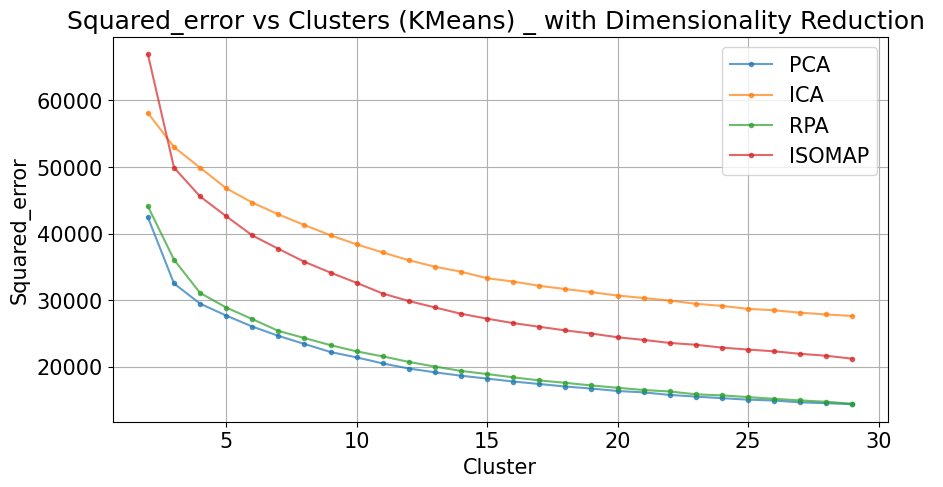 Squared_error vs Clusters (KMeans) _ with Dimensionality Reduction
PCA
ICA
RPA
ISOMAP
Squared_error
60000
50000
40000
30000
20000
5
10
15
20
25
30
Cluster